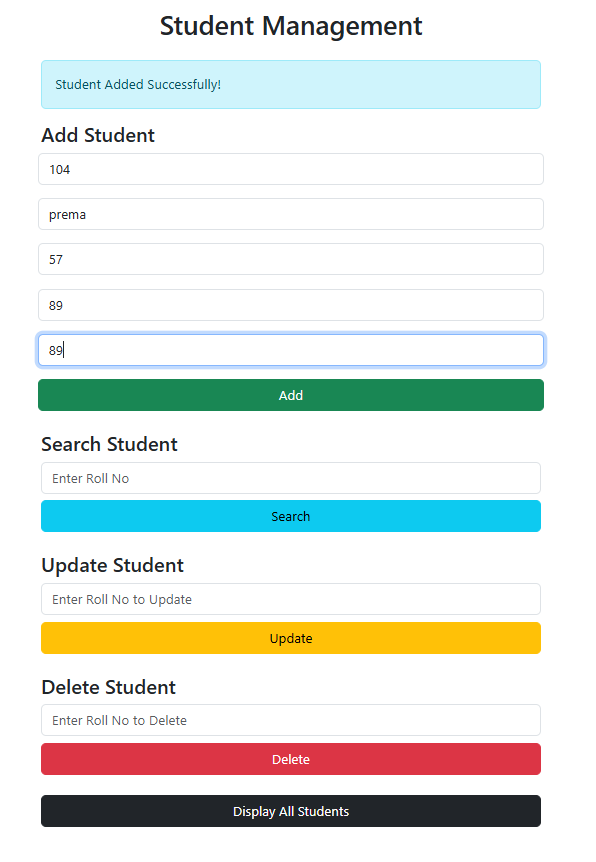 Student Management
Student Added Successfully!
Add Student
104
prema
57
89
89
Add
Search Student
Enter Roll No
Search
Update Student
Enter Roll No to Update
Update
Delete Student
Enter Roll No to Delete
Delete
Display All Students